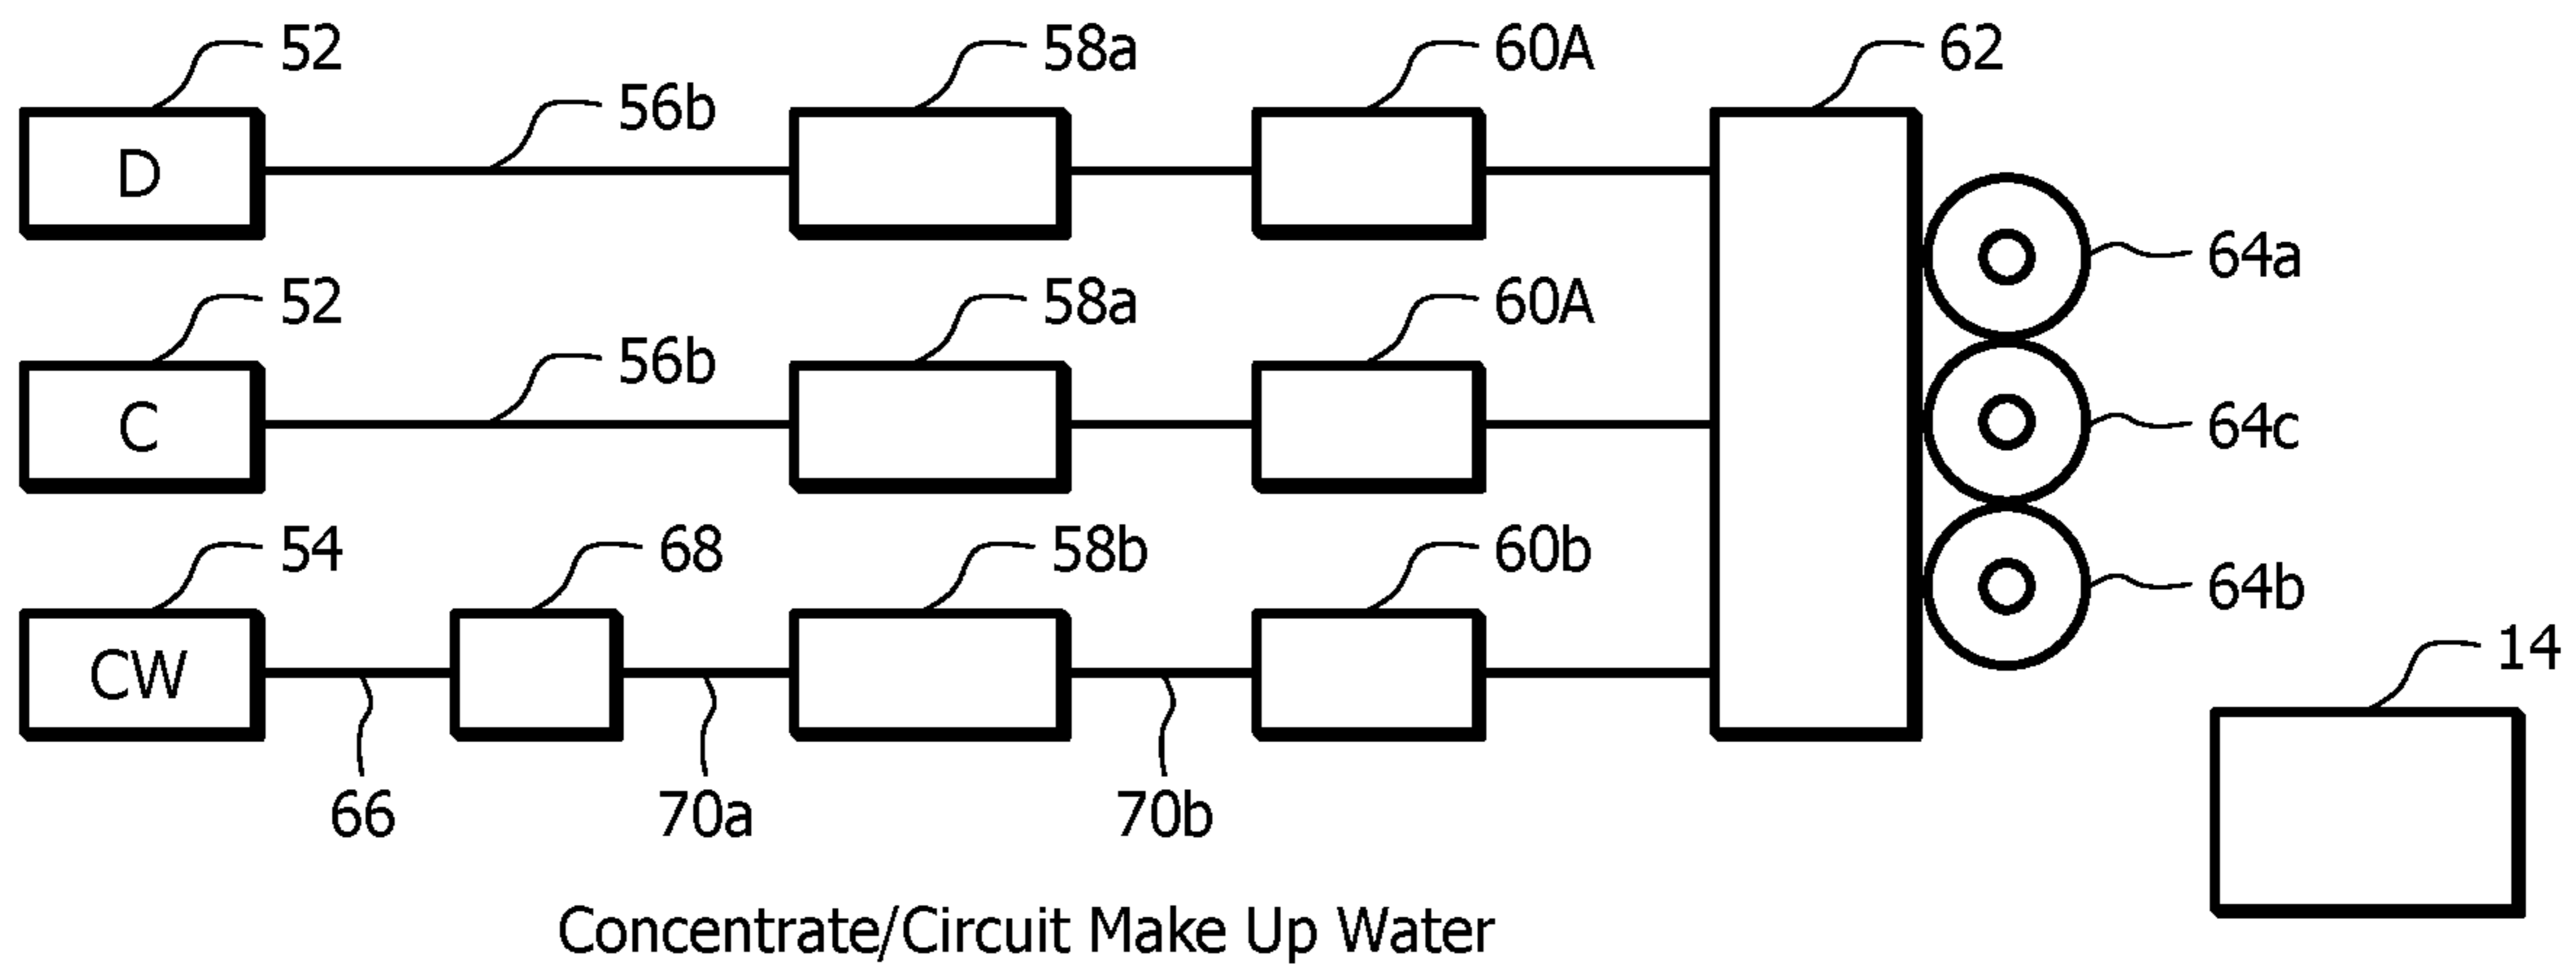 52 58a 60A 62
56b
D
64a
52 58a 60A
56b
C 64c
54 68 58b 60b
64b
14
CW
66 70a 70b
Concentrate/Circuit Make Up Water